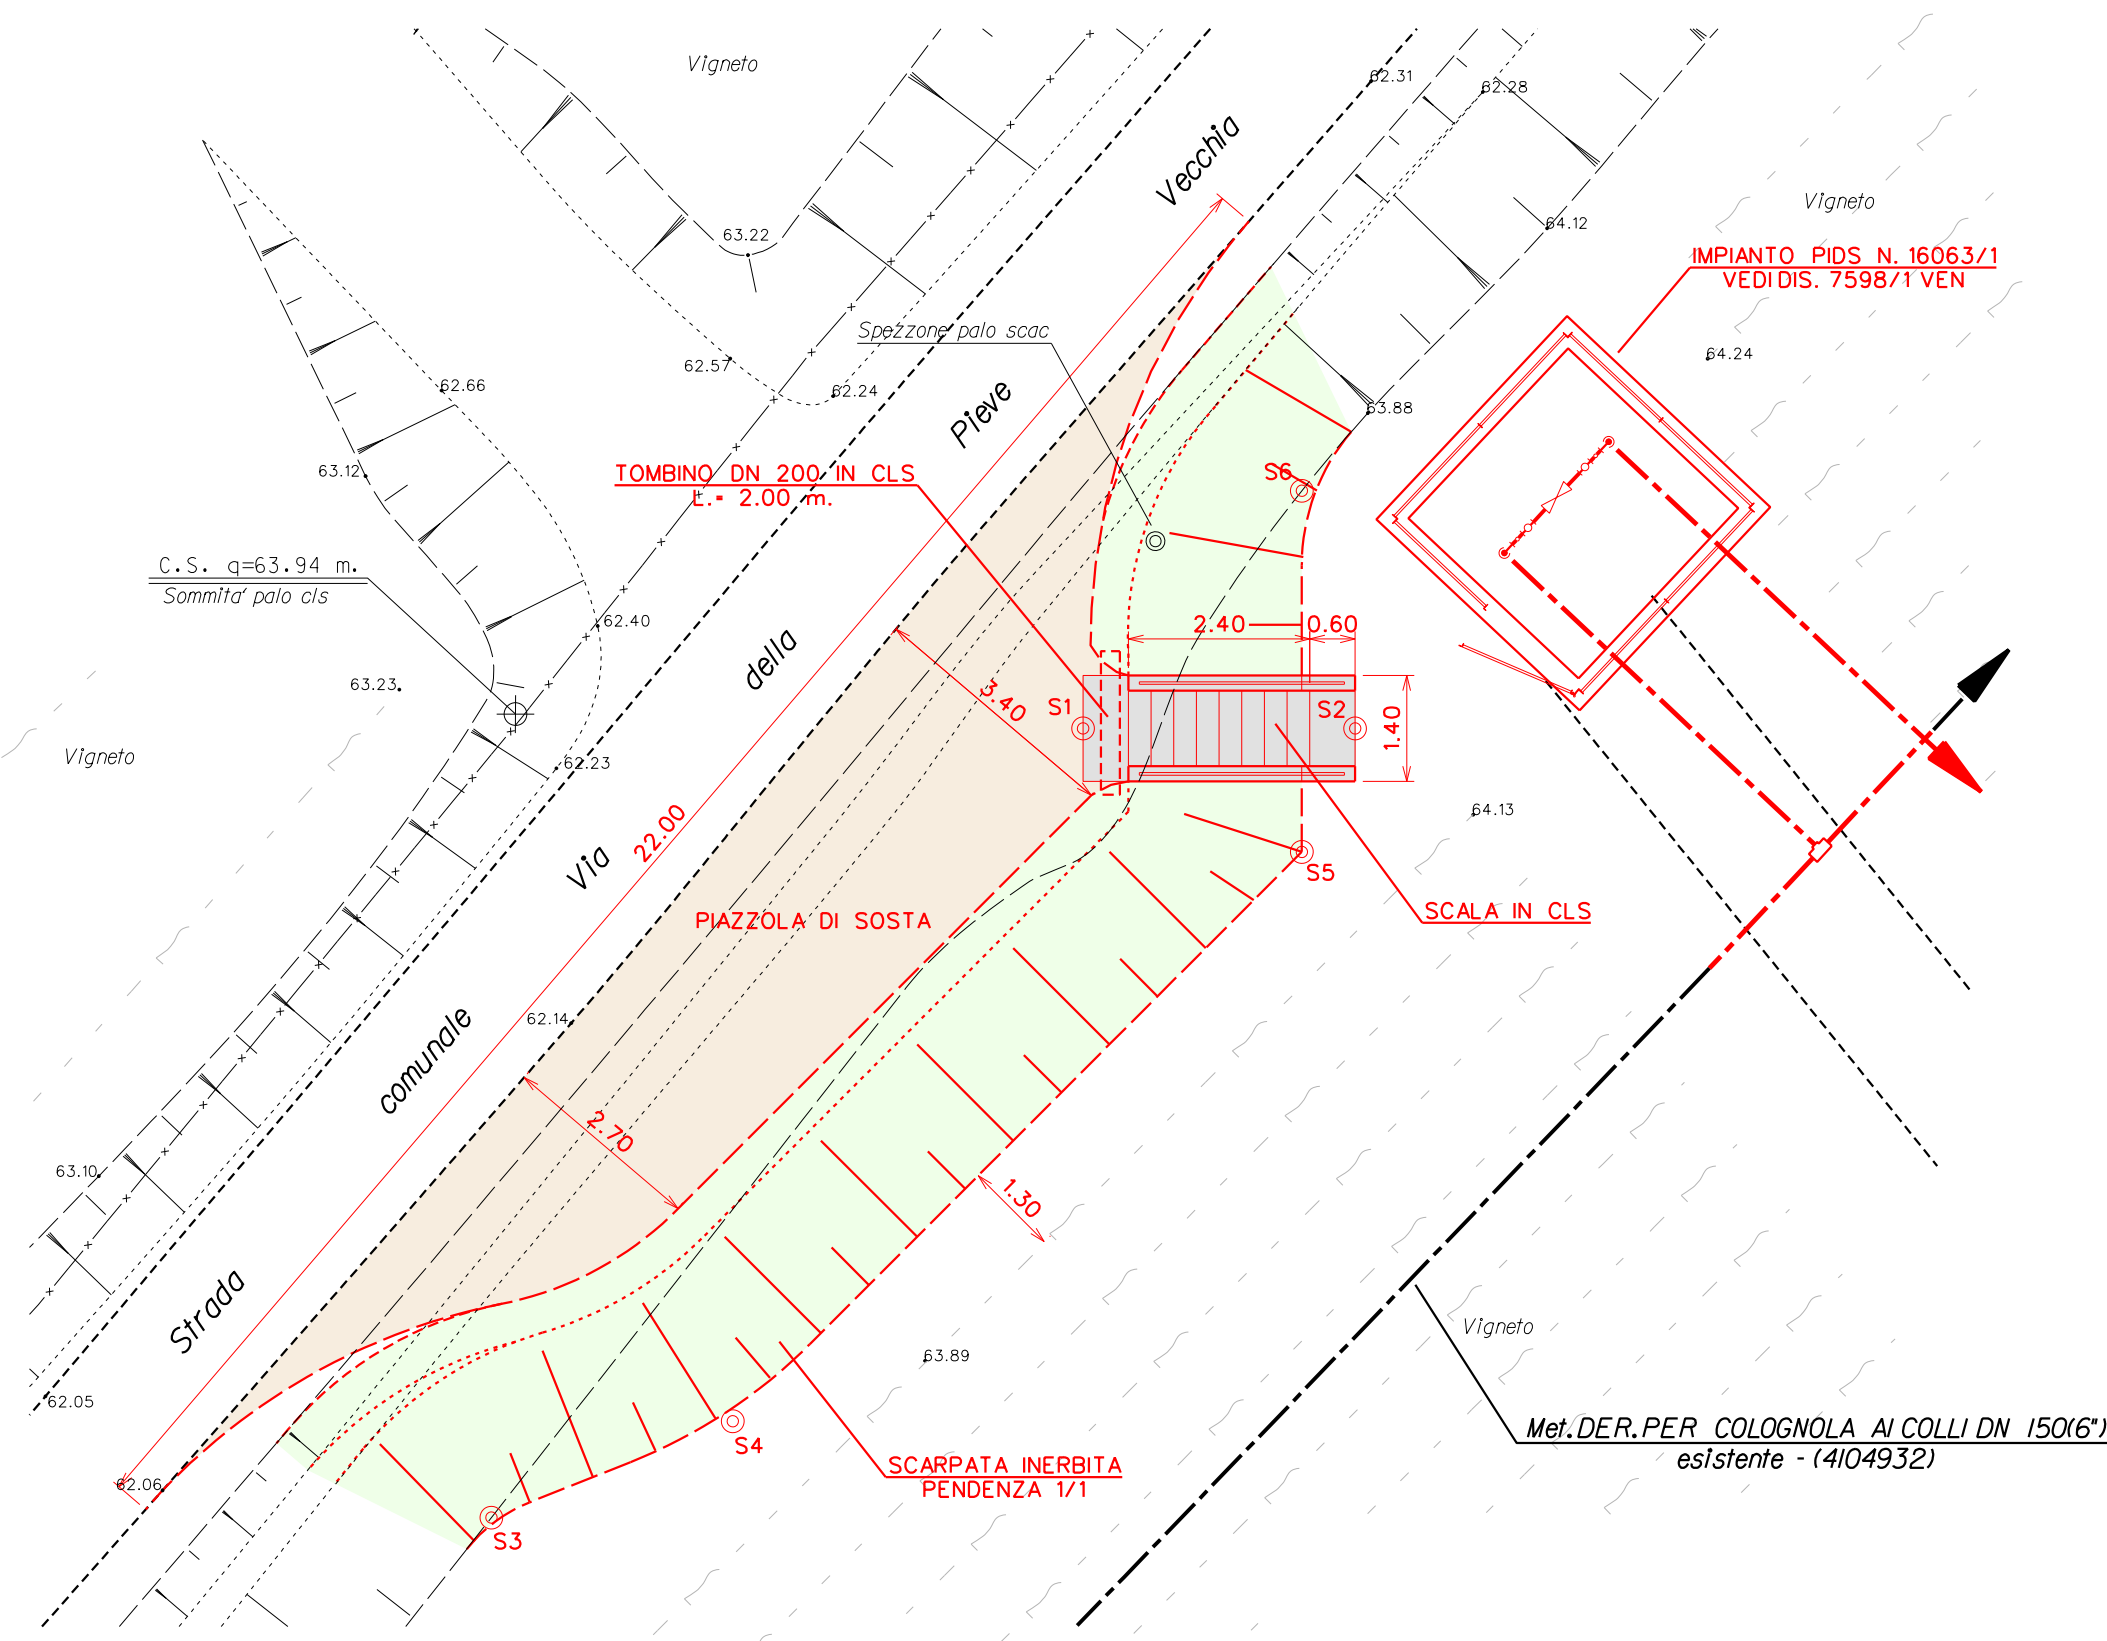 Vigneto
62.31
62.28
Vecchia
Vigneto
64.12
63.22
IMPIANTO PIDS N. 16063/1
VEDI DIS. 7598/1 VEN
Spezzone palo scac
64.24
62.57
62.66
62.24
Pieve
63.88
63.12
TOMBINO DN 200 IN CLS
L.= 2.00 m.
S6
C.S. q=63.94 m.
Sommita' palo cls
62.40
2.40
0.60
della
63.23
3.40
S1
S2
1.40
Vigneto
62.23
64.13
22.00
Via
S5
SCALA IN CLS
PIAZZOLA DI SOSTA
62.14
comunale
2.70
63.10
1.30
Strada
Vigneto
63.89
62.05
Met.DER.PER COLOGNOLA AI COLLI DN 150(6")
esistente - (4104932)
S4
SCARPATA INERBITA
PENDENZA 1/1
62.06
S3